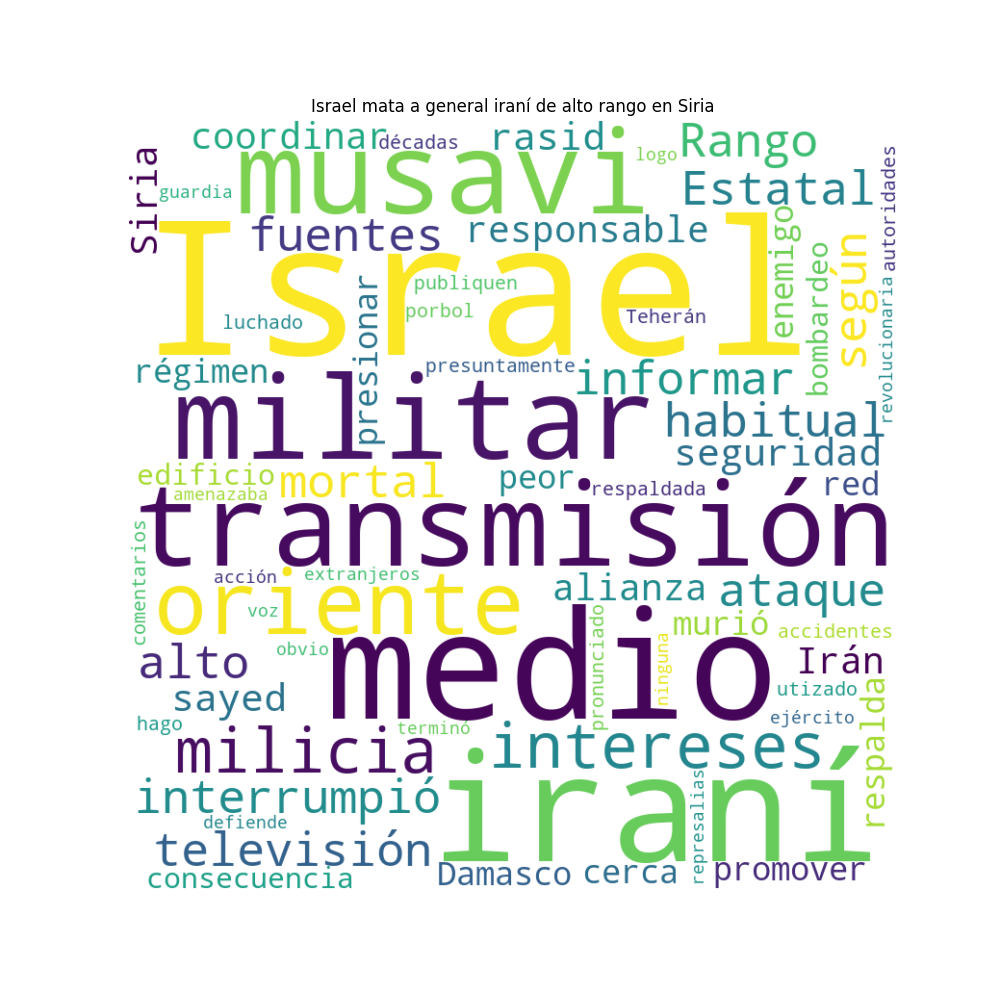 Israel mata a general iraní de alto rango en Siria
coordinar
décadas
rasid
logo
Rango
Siria
guardia
musavi
Estatal
autoridades
fuentes
responsable
enemigo
según
bombardeo
Israel
publiquen
porbol
Teherán
luchado
presionar
revolucionaria
régimen
presuntamente
informar
militar
habitual
seguridad
edificio
amenazaba
mortal
peor
respaldada
red
transmisión
comentarios
acción
extranjeros
oriente
voz
alianza
ataque
obvio
medio
pronunciado
murió
ninguna
accidentes
alto
Irán
sayed
utizado
respalda
hago
terminó
ejército
milicia
intereses
interrumpió
iraní
represalias
defiende
televisión
consecuencia
Damasco
cerca
promover